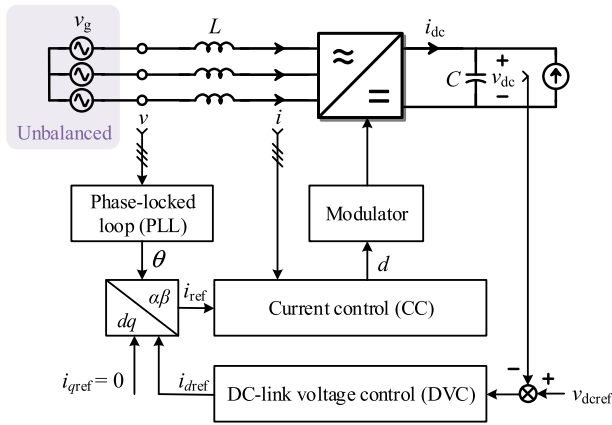 v_g
L
i_dc
C
+
v_dc
−
≈
=
Unbalanced
v
i
Phase-locked
loop (PLL)
Modulator
θ
d
αβ
dq
i_ref
Current control (CC)
i_qref = 0
i_dref
DC-link voltage control (DVC)
−
+
v_dcref